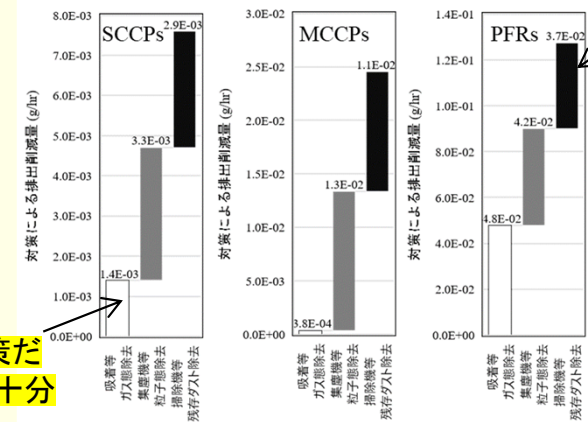 SCCPs
対策による排出削減量 (g/hr)
8.0E-03
7.0E-03
6.0E-03
5.0E-03
4.0E-03
3.0E-03
2.0E-03
1.0E-03
0.0E+00
1.4E-03
3.3E-03
2.9E-03
吸着等
ガス態除去
集塵機等
粒子態除去
掃除機等
残存ダスト除去
MCCPs
対策による排出削減量 (g/hr)
3.0E-02
2.5E-02
2.0E-02
1.5E-02
1.0E-02
5.0E-03
0.0E+00
3.8E-04
1.3E-02
1.1E-02
吸着等
ガス態除去
集塵機等
粒子態除去
掃除機等
残存ダスト除去
PFRs
対策による排出削減量 (g/hr)
1.4E-01
1.2E-01
1.0E-01
8.0E-02
6.0E-02
4.0E-02
2.0E-02
0.0E+00
4.8E-02
4.2E-02
3.7E-02
吸着等
ガス態除去
集塵機等
粒子態除去
掃除機等
残存ダスト除去
策だ
十分